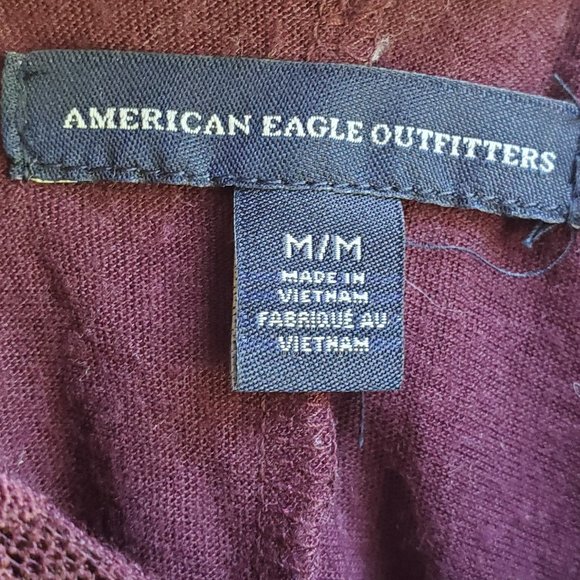 AMERICAN EAGLE OUTFITTERS
M/M
MADE IN
VIETNAM
FABRIQUÉ AU
VIETNAM